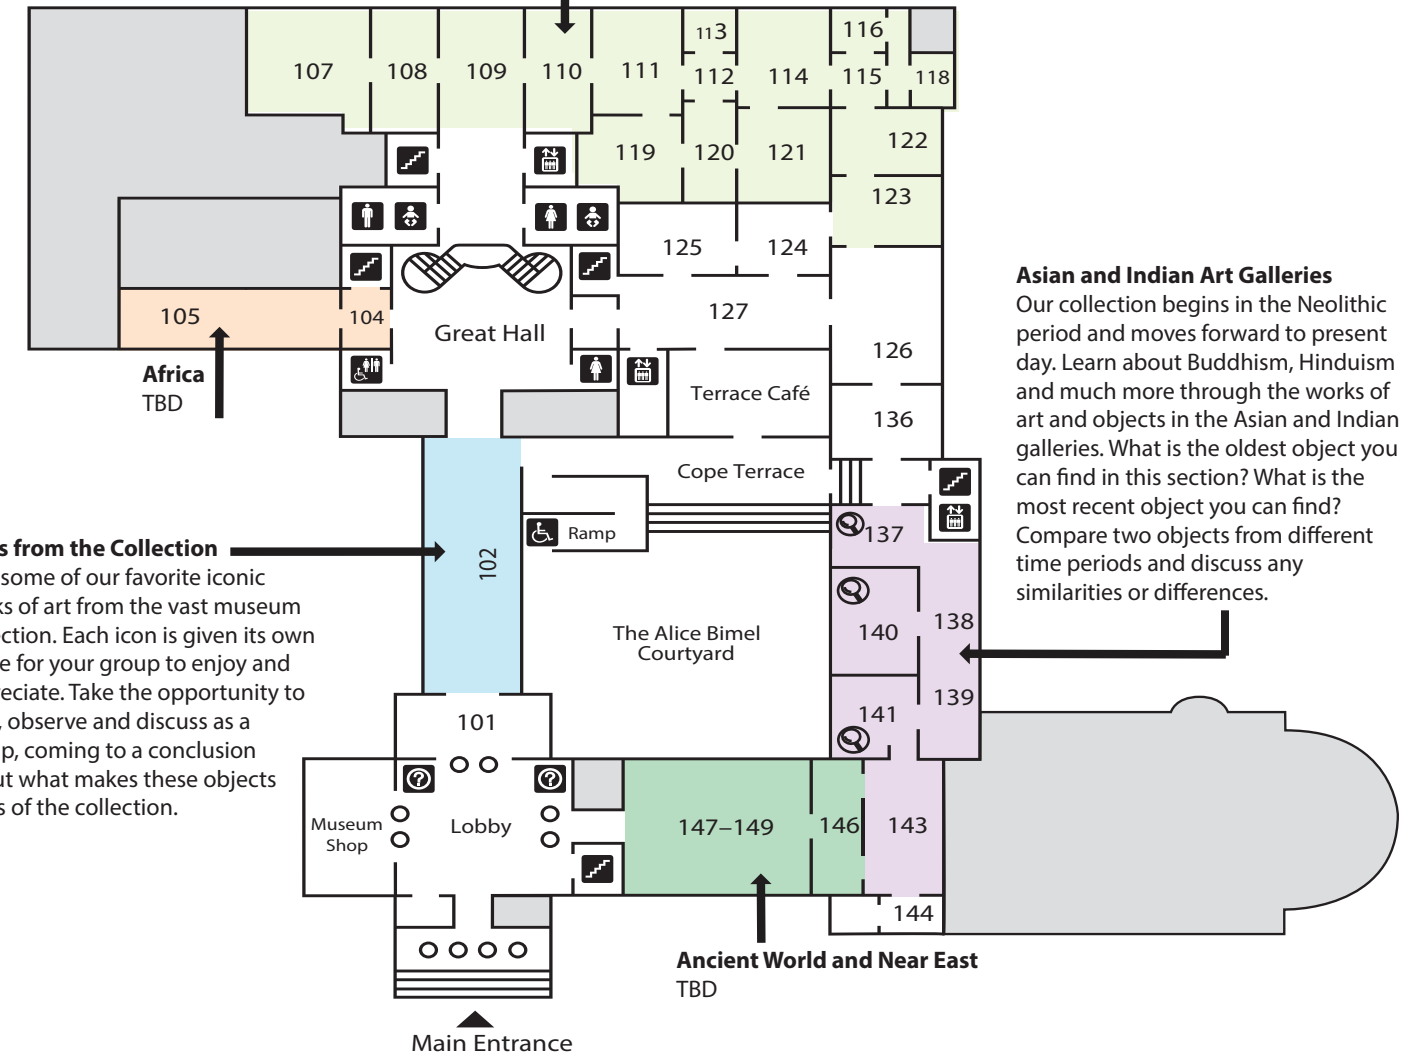 107
108
109
110
111
113
112
114
116
115
118
119
120
121
122
123
125
124
127
126
136
105
104
Great Hall
Africa
TBD
Terrace Café
Cope Terrace
Ramp
102
137
140
138
139
141
The Alice Bimel
Courtyard
Asian and Indian Art Galleries
Our collection begins in the Neolithic
period and moves forward to present
day. Learn about Buddhism, Hinduism
and much more through the works of
art and objects in the Asian and Indian
galleries. What is the oldest object you
can find in this section? What is the
most recent object you can find?
Compare two objects from different
time periods and discuss any
similarities or differences.
s from the Collection
some of our favorite iconic
ks of art from the vast museum
ection. Each icon is given its own
e for your group to enjoy and
reciate. Take the opportunity to
, observe and discuss as a
p, coming to a conclusion
ut what makes these objects
s of the collection.
101
?
?
Museum
Shop
Lobby
147–149
146
143
144
Ancient World and Near East
TBD
Main Entrance